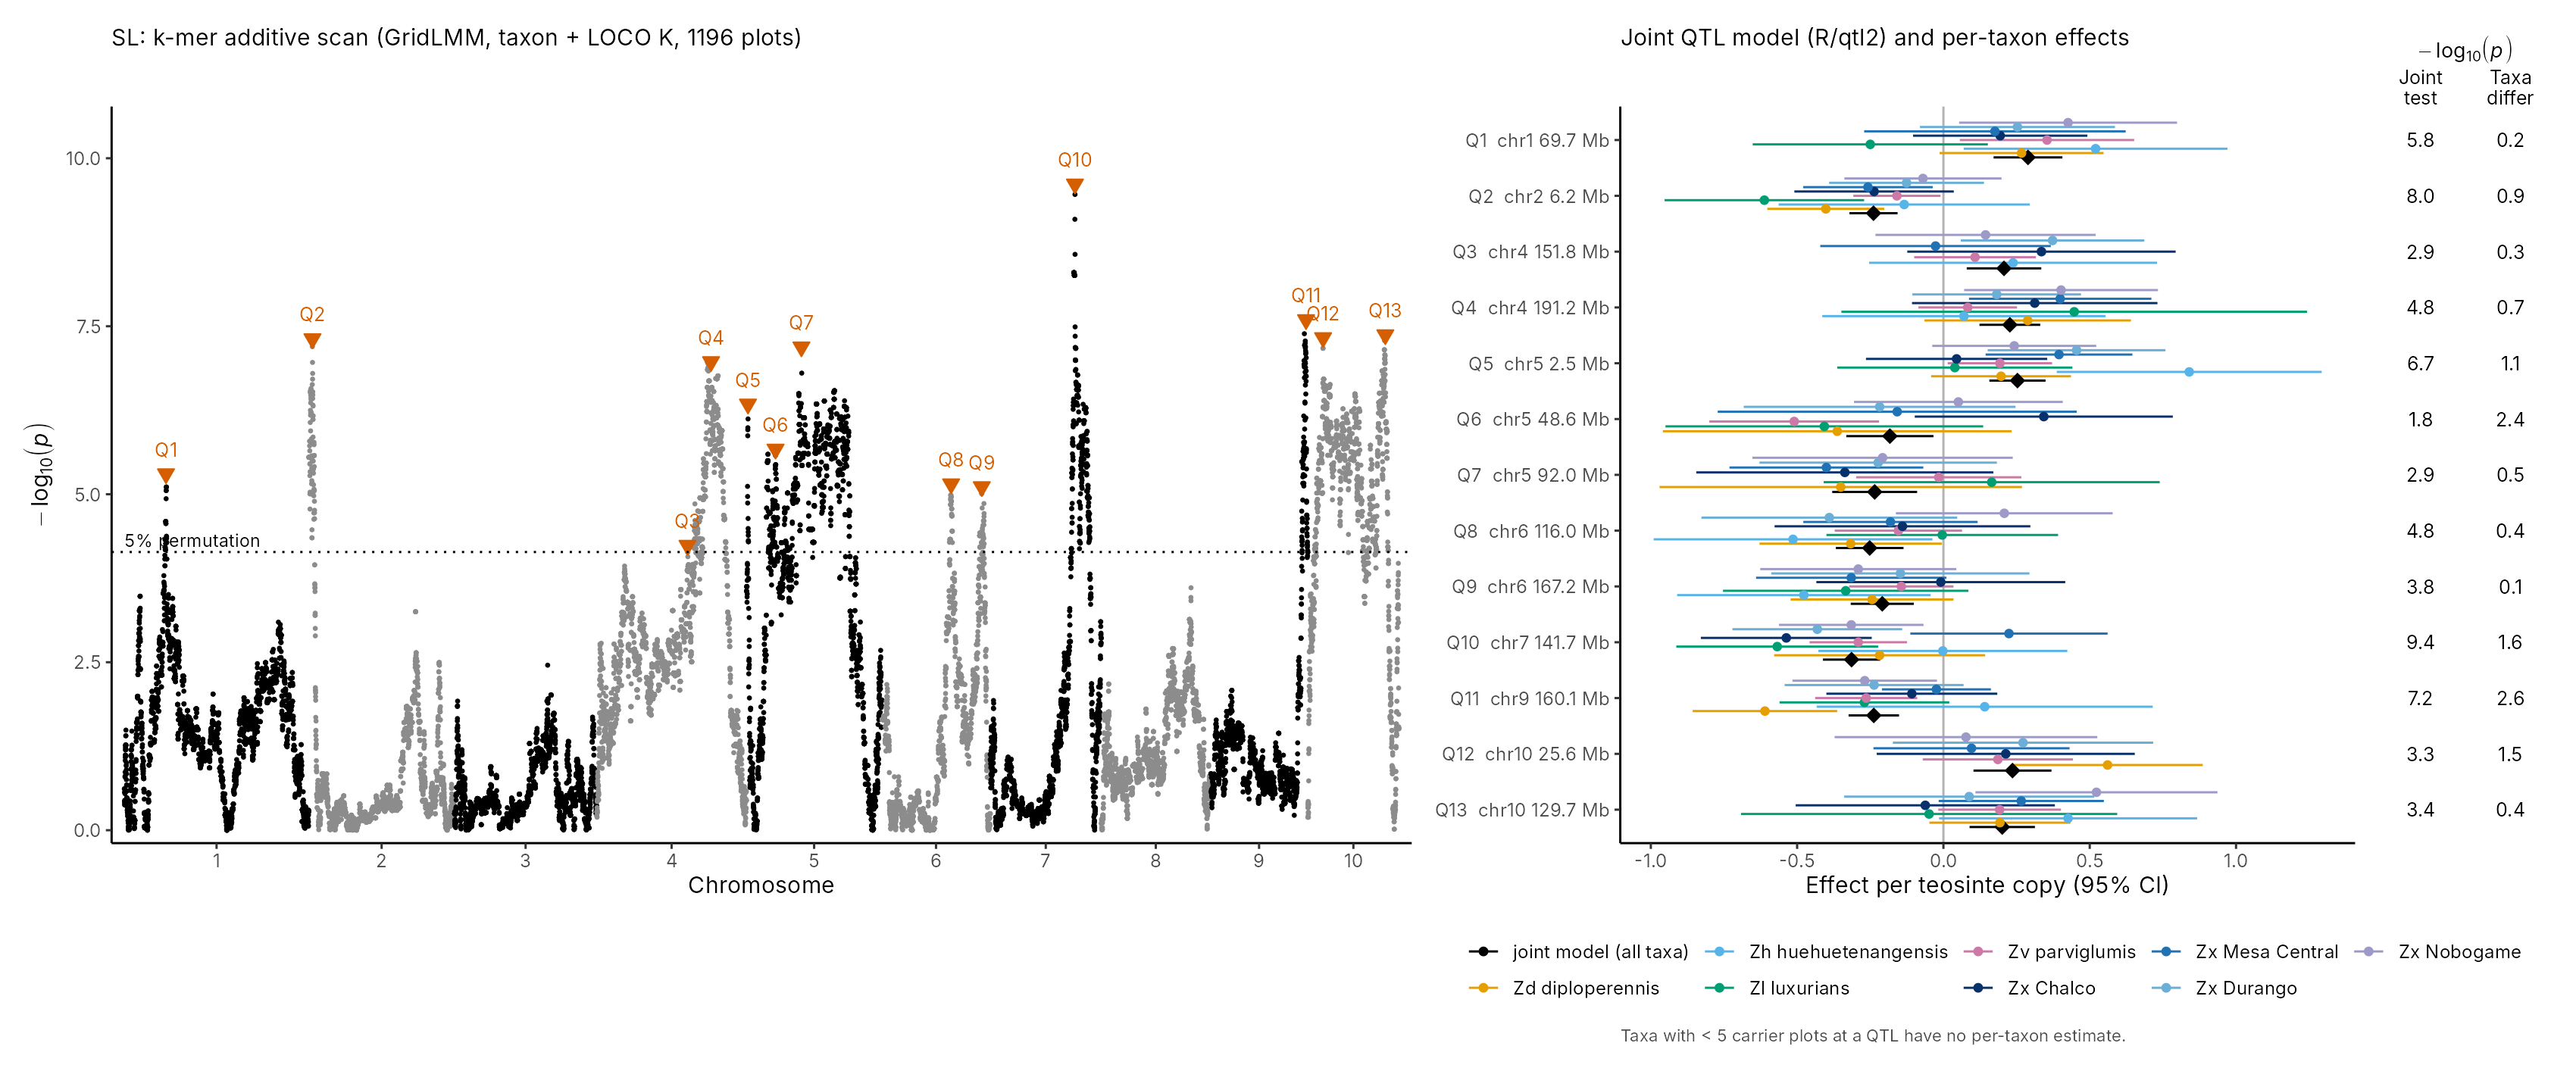 SL: k-mer additive scan (GridLMM, taxon + LOCO K, 1196 plots)
− log10(p)
10.0
7.5
5.0
2.5
0.0
5% permutation
Q1
Q2
Q3
Q4
Q5
Q6
Q7
Q8
Q9
Q10
Q11
Q12
Q13
1 2 3 4 5 6 7 8 9 10
Chromosome
Joint QTL model (R/qtl2) and per-taxon effects
− log10(p)
Joint Taxa
test differ
Q1 chr1 69.7 Mb 5.8 0.2
Q2 chr2 6.2 Mb 8.0 0.9
Q3 chr4 151.8 Mb 2.9 0.3
Q4 chr4 191.2 Mb 4.8 0.7
Q5 chr5 2.5 Mb 6.7 1.1
Q6 chr5 48.6 Mb 1.8 2.4
Q7 chr5 92.0 Mb 2.9 0.5
Q8 chr6 116.0 Mb 4.8 0.4
Q9 chr6 167.2 Mb 3.8 0.1
Q10 chr7 141.7 Mb 9.4 1.6
Q11 chr9 160.1 Mb 7.2 2.6
Q12 chr10 25.6 Mb 3.3 1.5
Q13 chr10 129.7 Mb 3.4 0.4
-1.0 -0.5 0.0 0.5 1.0
Effect per teosinte copy (95% CI)
joint model (all taxa) Zh huehuetenangensis Zv parviglumis Zx Mesa Central Zx Nobogame
Zd diploperennis Zl luxurians Zx Chalco Zx Durango
Taxa with < 5 carrier plots at a QTL have no per-taxon estimate.